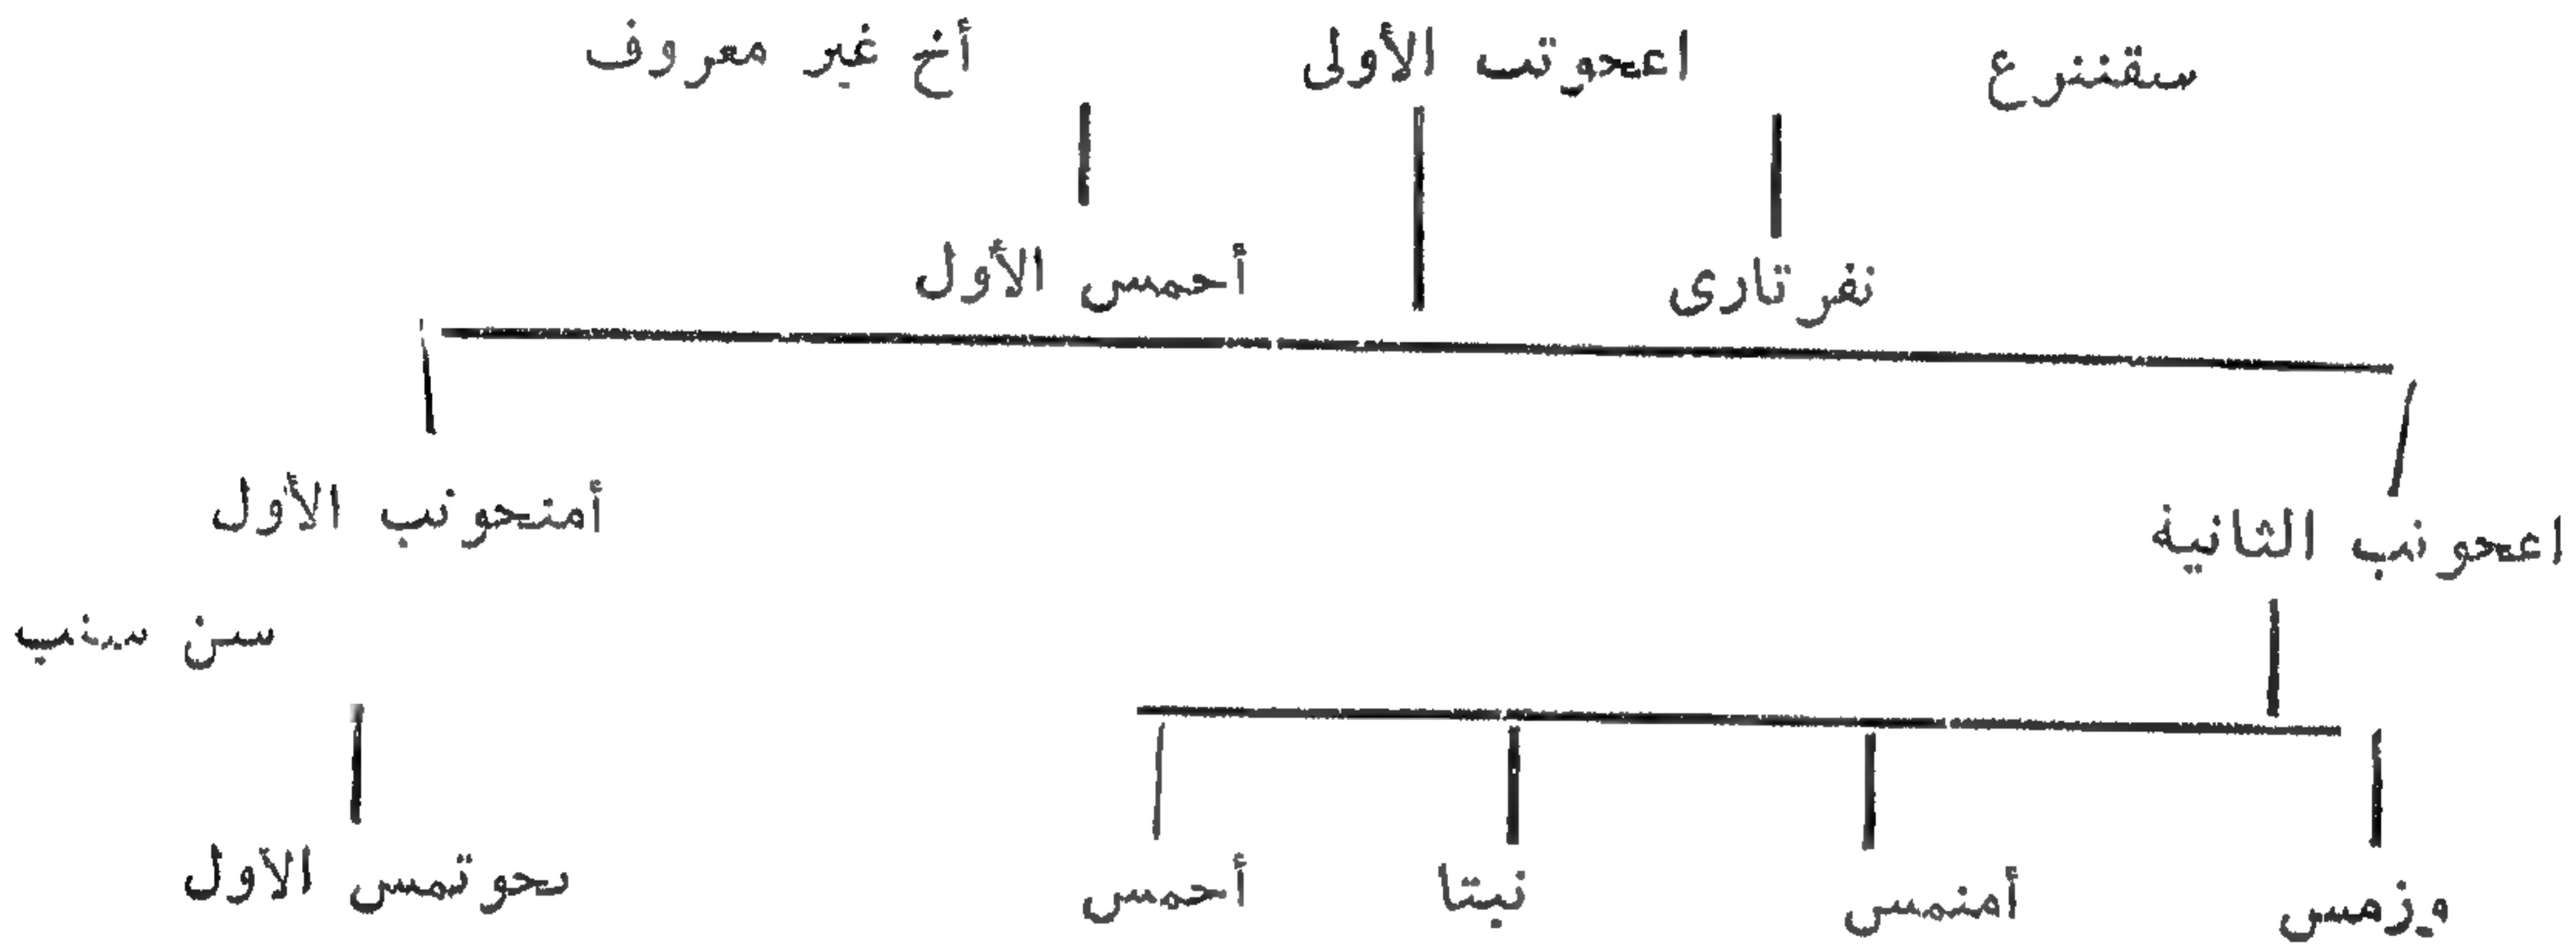 سقننرع اعحوتب الأولى أخ غير معروف
نفرتارى أحمس الأول
اعحوتب الثانية أمنحوتب الأول
سن سنب
وزمس أمنمس نبتا أحمس تحوتمس الأول